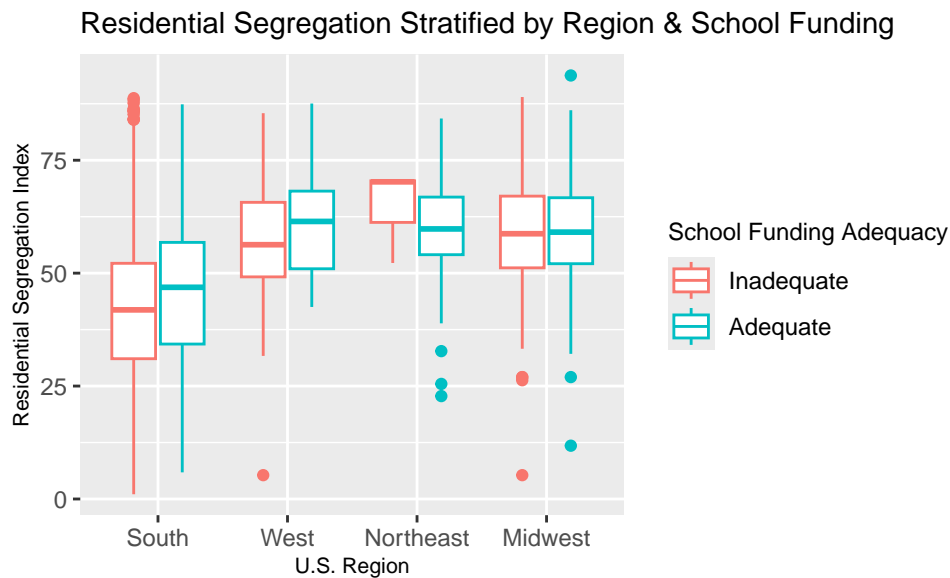 Residential Segregation Stratified by Region & School Funding
Residential Segregation Index
75
50
25
0
South West Northeast Midwest
U.S. Region
School Funding Adequacy
Inadequate
Adequate